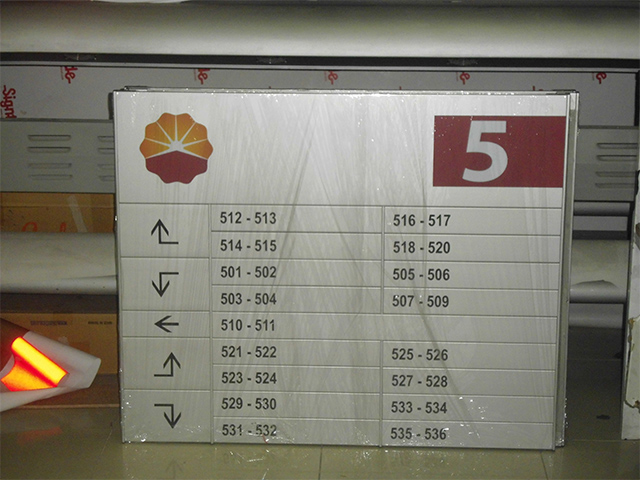 5
512 - 513 516 - 517
514 - 515 518 - 520
501 - 502 505 - 506
503 - 504 507 - 509
510 - 511
521 - 522 525 - 526
523 - 524 527 - 528
529 - 530 533 - 534
531 - 532 535 - 536